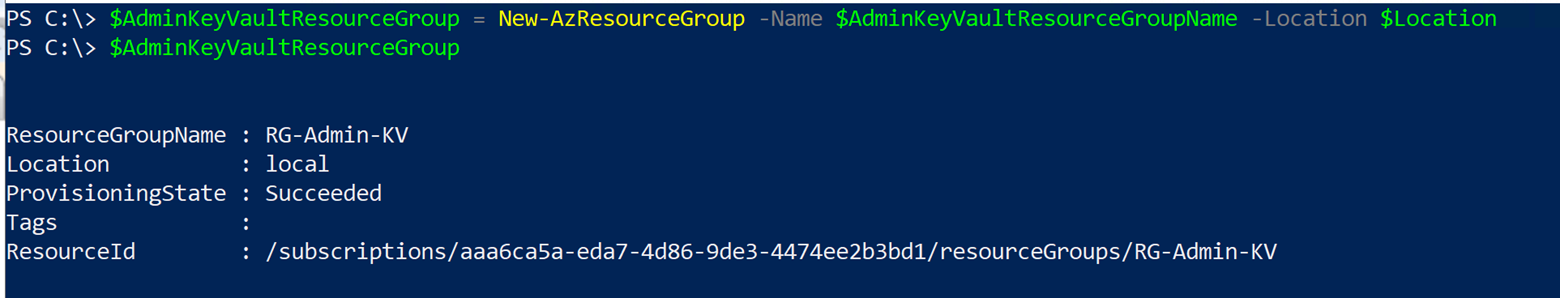 PS C:\> $AdminKeyVaultResourceGroup = New-AzResourceGroup -Name $AdminKeyVaultResourceGroupName -Location $Location
PS C:\> $AdminKeyVaultResourceGroup
ResourceGroupName : RG-Admin-KV
Location          : local
ProvisioningState : Succeeded
Tags              :
ResourceId        : /subscriptions/aaa6ca5a-eda7-4d86-9de3-4474ee2b3bd1/resourceGroups/RG-Admin-KV